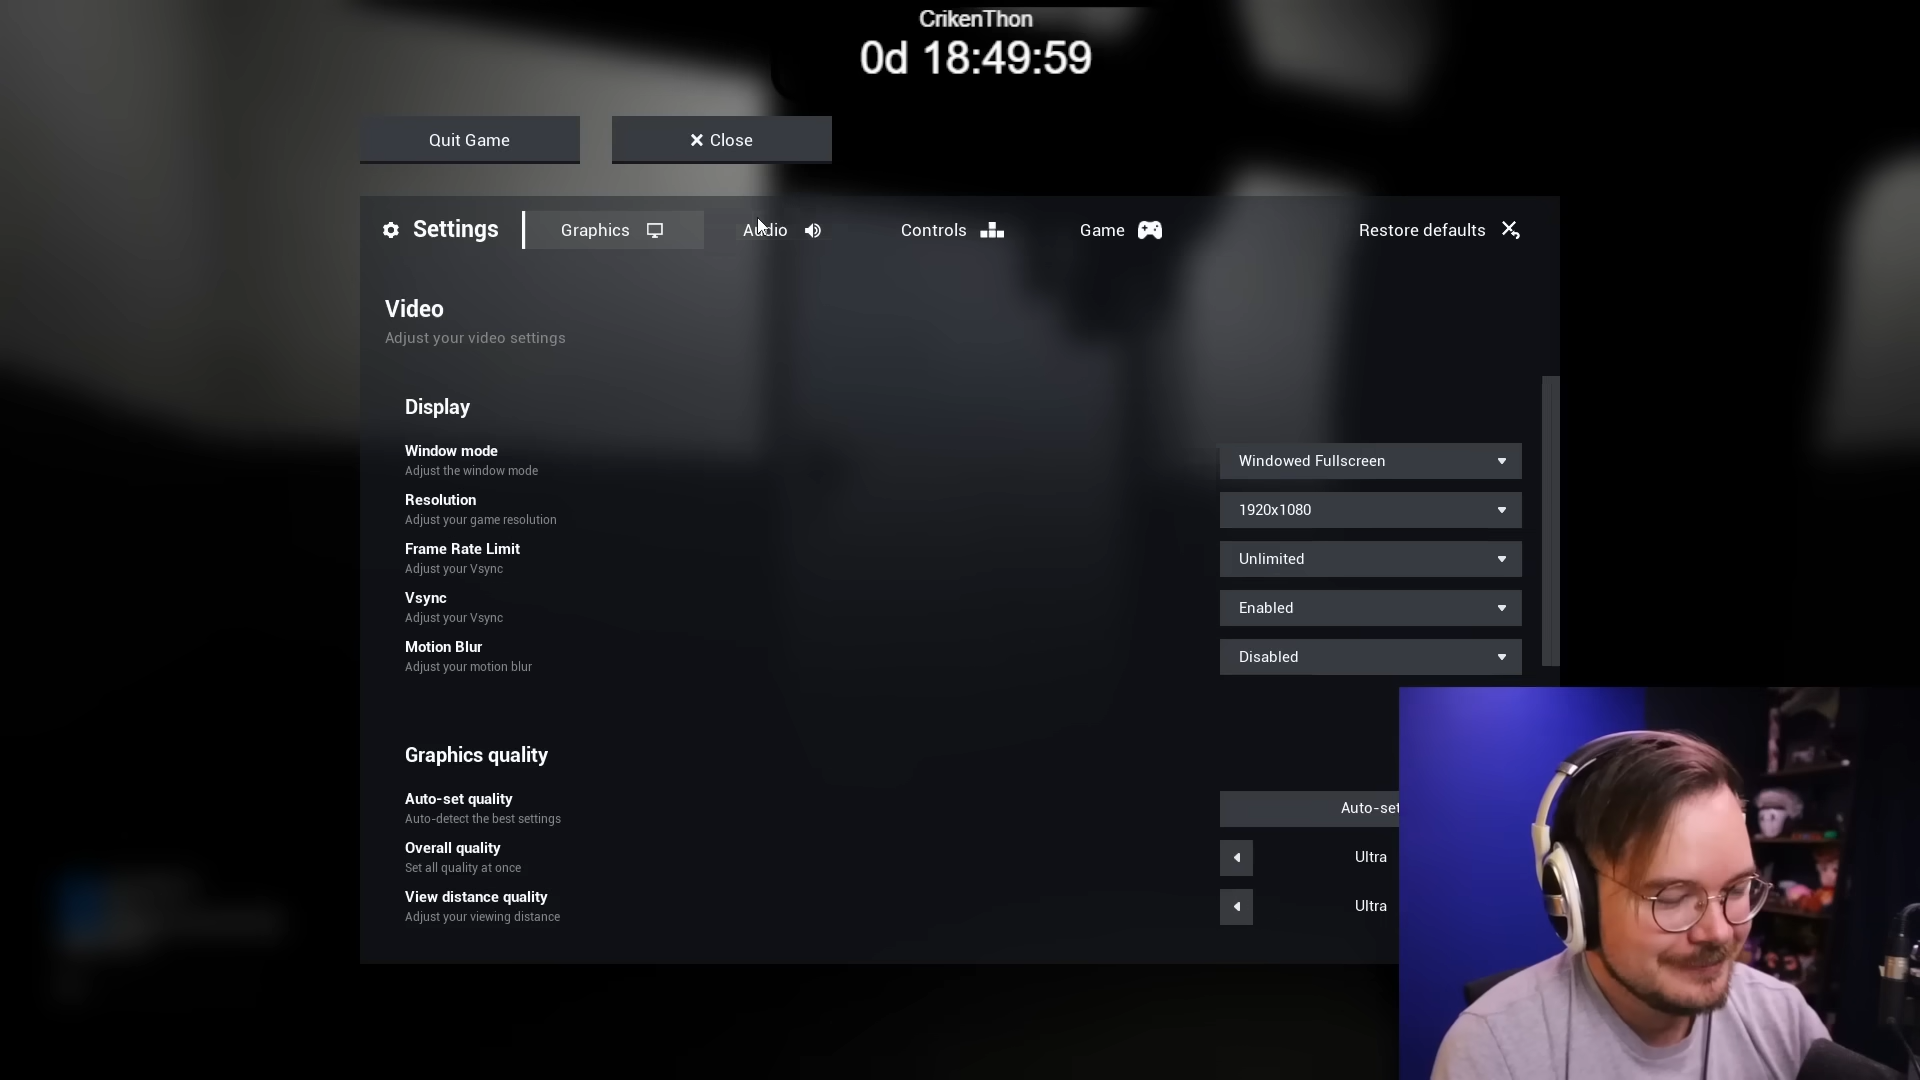 CrikenThon
0d 18:49:59
Quit Game
Close
Settings
Graphics
Audio
Controls
Game
Restore defaults
Video
Adjust your video settings
Display
Window mode
Adjust the window mode
Windowed Fullscreen
Resolution
Adjust your game resolution
1920x1080
Frame Rate Limit
Adjust your Vsync
Unlimited
Vsync
Adjust your Vsync
Enabled
Motion Blur
Adjust your motion blur
Disabled
Graphics quality
Auto-set quality
Auto-detect the best settings
Auto-set
Overall quality
Set all quality at once
Ultra
View distance quality
Adjust your viewing distance
Ultra